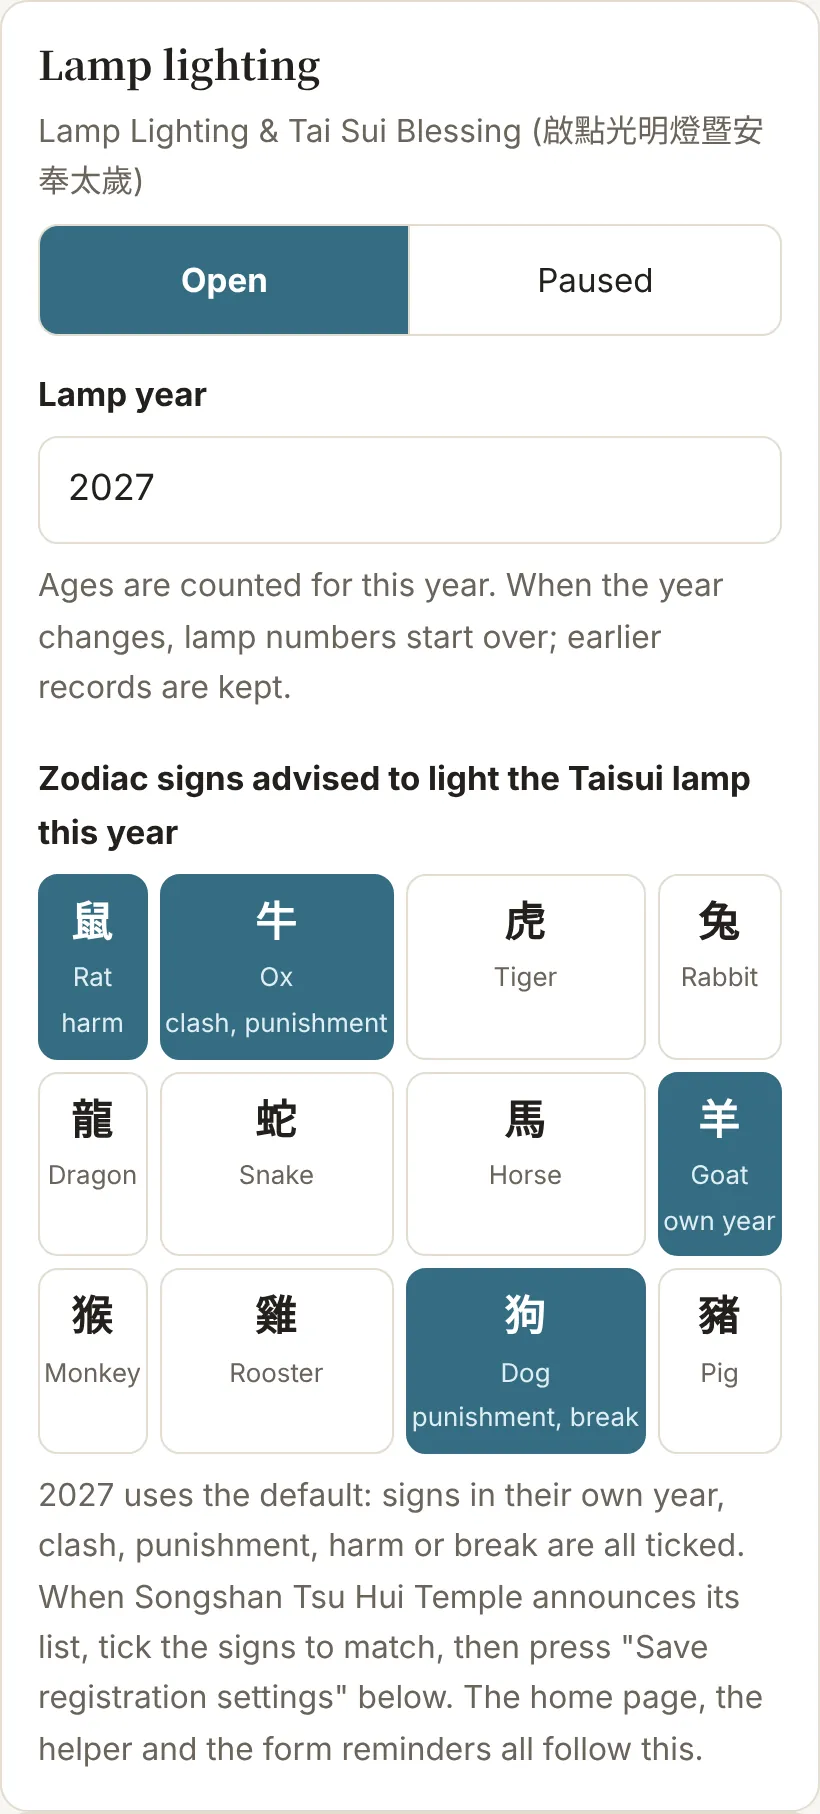 Lamp lighting
Lamp Lighting & Tai Sui Blessing (啟點光明燈暨安
奉太歲)
Open
Paused
Lamp year
2027
Ages are counted for this year. When the year
changes, lamp numbers start over; earlier
records are kept.
Zodiac signs advised to light the Taisui lamp
this year
鼠
Rat
harm
牛
Ox
clash, punishment
虎
Tiger
兔
Rabbit
龍
Dragon
蛇
Snake
馬
Horse
羊
Goat
own year
猴
Monkey
雞
Rooster
狗
Dog
punishment, break
豬
Pig
2027 uses the default: signs in their own year,
clash, punishment, harm or break are all ticked.
When Songshan Tsu Hui Temple announces its
list, tick the signs to match, then press "Save
registration settings" below. The home page, the
helper and the form reminders all follow this.